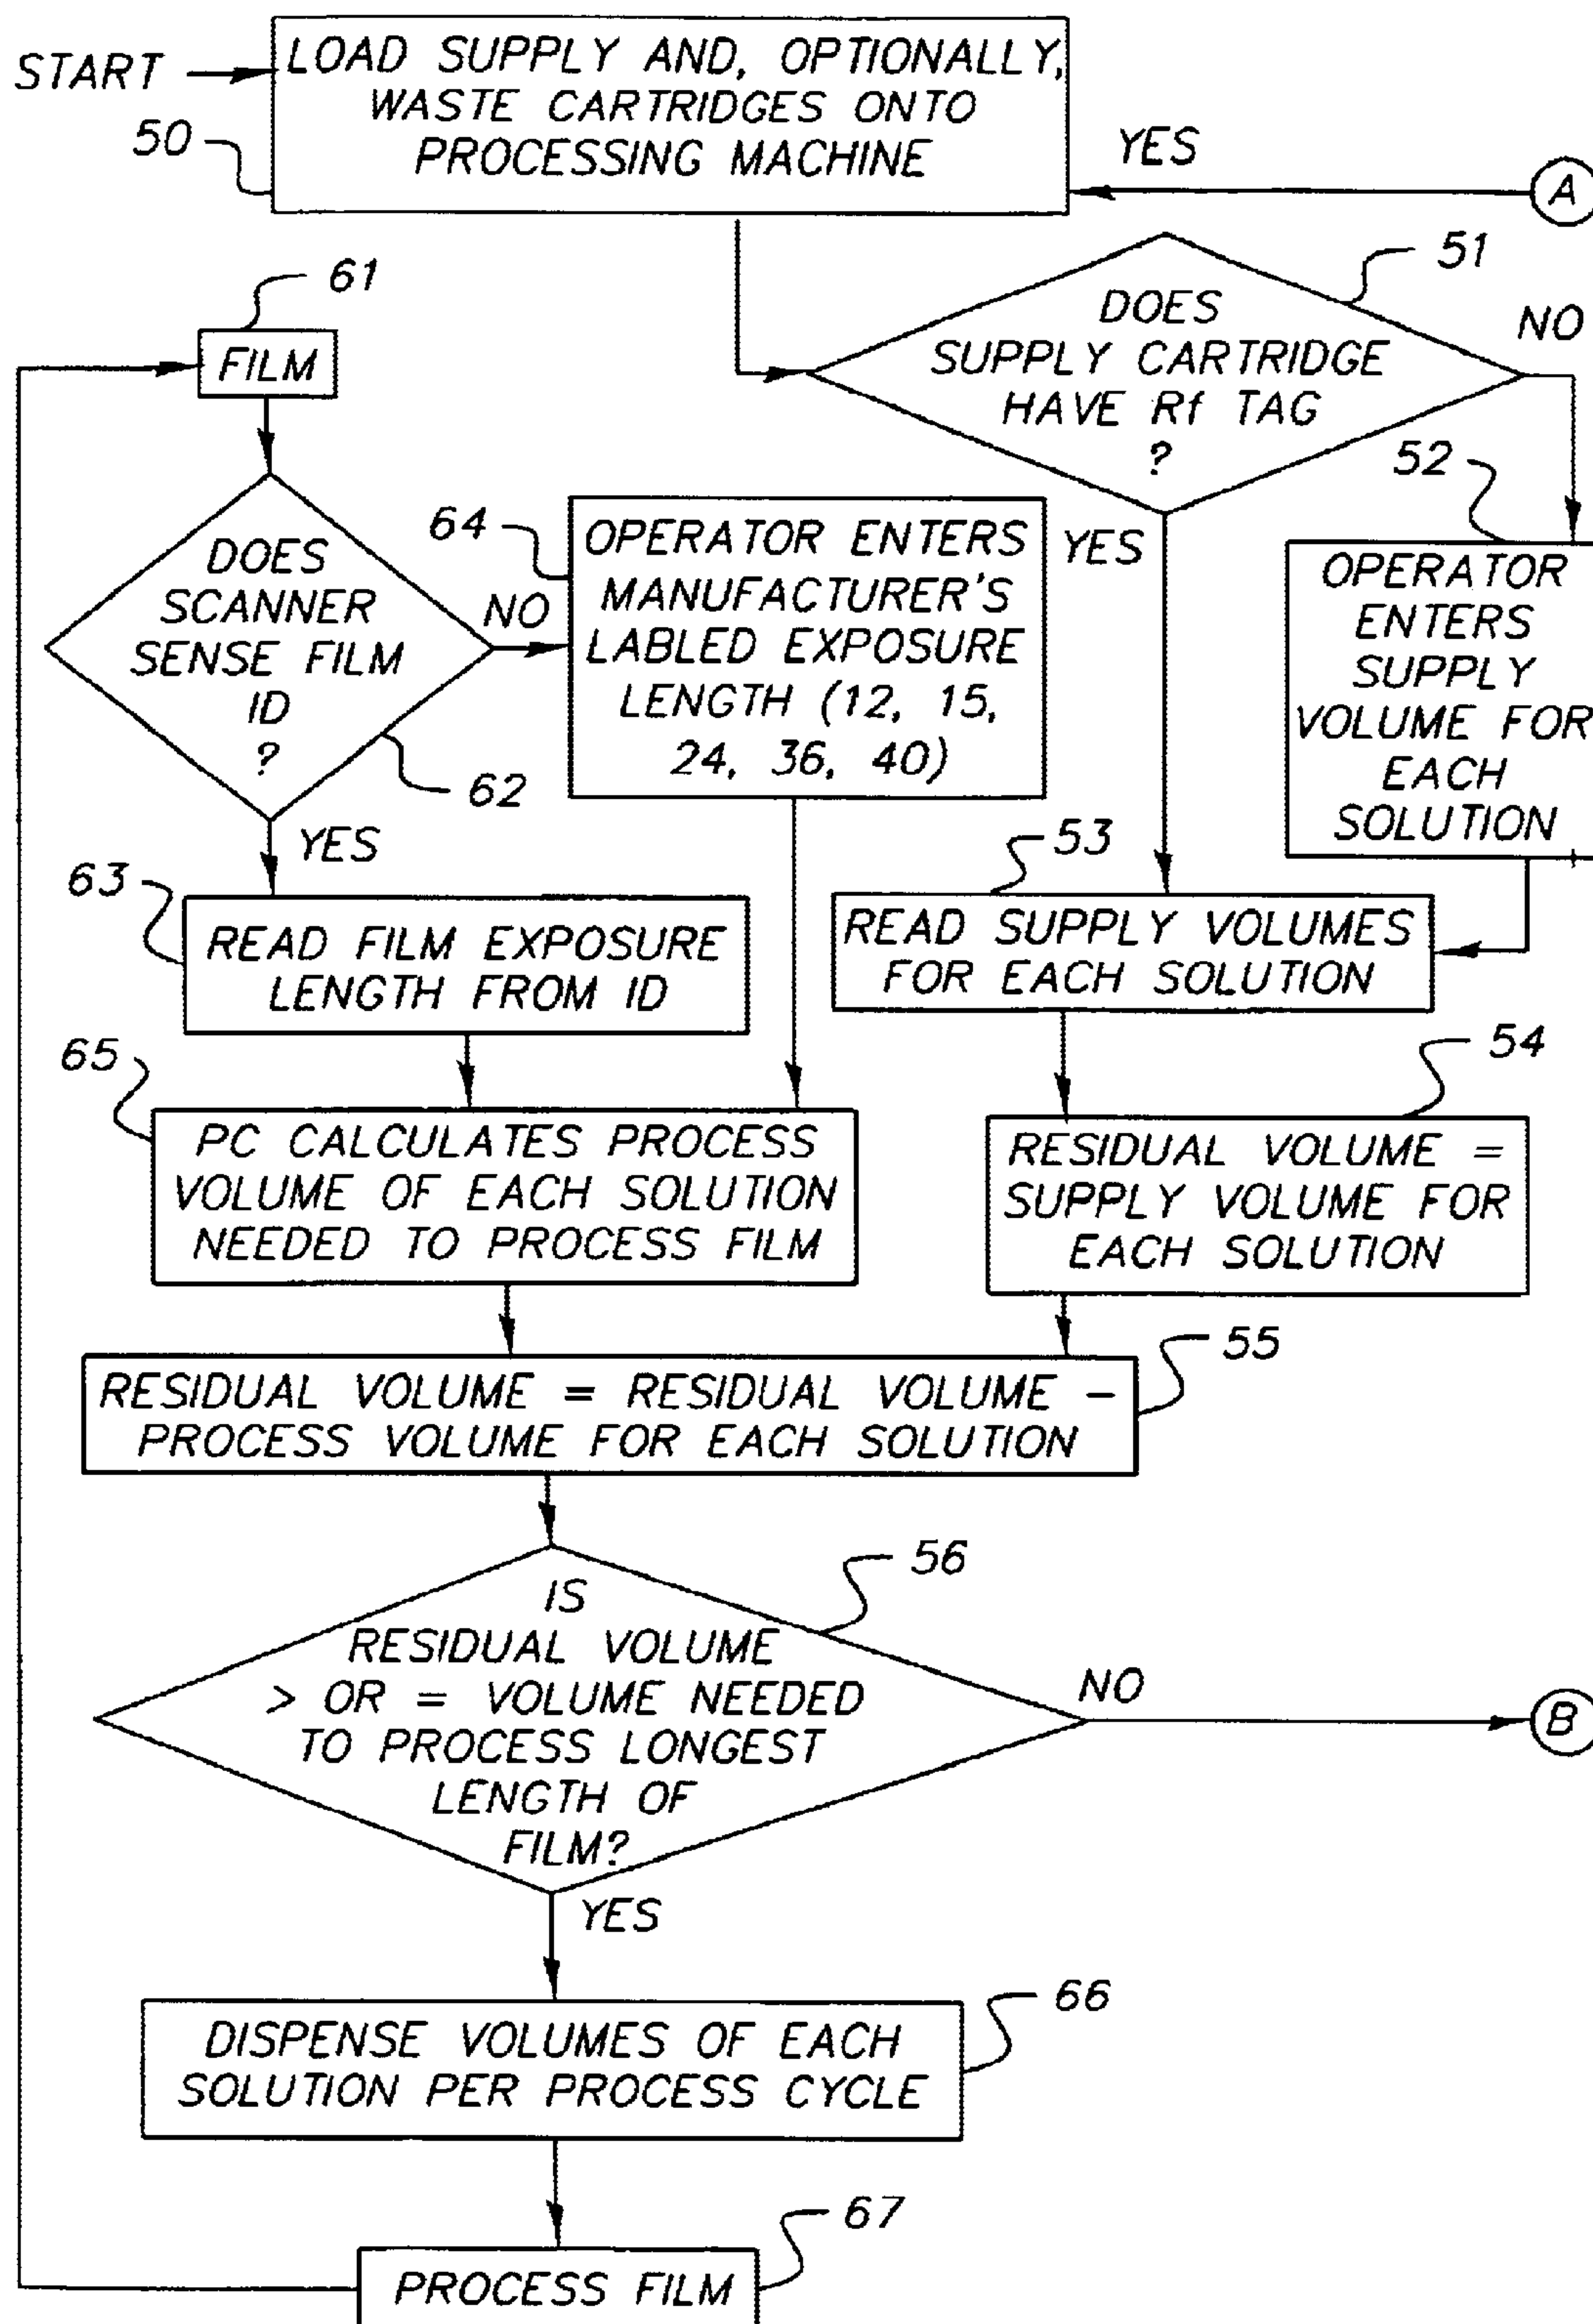 START
LOAD SUPPLY AND, OPTIONALLY,
WASTE CARTRIDGES ONTO
PROCESSING MACHINE
50
YES
A
51
DOES
SUPPLY CARTRIDGE
HAVE Rf TAG
?
NO
YES
52
OPERATOR
ENTERS
SUPPLY
VOLUME FOR
EACH
SOLUTION
61
FILM
DOES
SCANNER
SENSE FILM
ID
?
62
NO
YES
64
OPERATOR ENTERS
MANUFACTURER'S
LABLED EXPOSURE
LENGTH (12, 15,
24, 36, 40)
63
READ FILM EXPOSURE
LENGTH FROM ID
53
READ SUPPLY VOLUMES
FOR EACH SOLUTION
65
PC CALCULATES PROCESS
VOLUME OF EACH SOLUTION
NEEDED TO PROCESS FILM
54
RESIDUAL VOLUME =
SUPPLY VOLUME FOR
EACH SOLUTION
55
RESIDUAL VOLUME = RESIDUAL VOLUME –
PROCESS VOLUME FOR EACH SOLUTION
56
IS
RESIDUAL VOLUME
> OR = VOLUME NEEDED
TO PROCESS LONGEST
LENGTH OF
FILM?
NO
B
YES
66
DISPENSE VOLUMES OF EACH
SOLUTION PER PROCESS CYCLE
67
PROCESS FILM